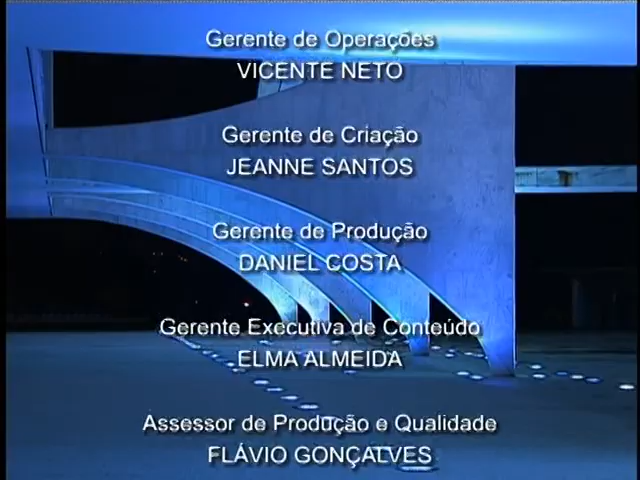 Gerente de Operações
VICENTE NETO
Gerente de Criação
JEANNE SANTOS
Gerente de Produção
DANIEL COSTA
Gerente Executiva de Conteúdo
ELMA ALMEIDA
Assessor de Produção e Qualidade
FLÁVIO GONÇALVES